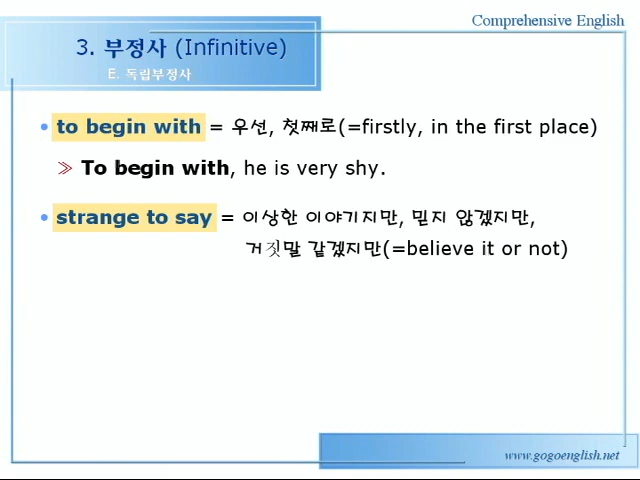 Comprehensive English
3. 부정사 (Infinitive)
E. 독립부정사
• to begin with = 우선, 첫째로(=firstly, in the first place)
≫ To begin with, he is very shy.
• strange to say = 이상한 이야기지만, 믿지 않겠지만,
거짓말 같겠지만(=believe it or not)
www.gogoenglish.net